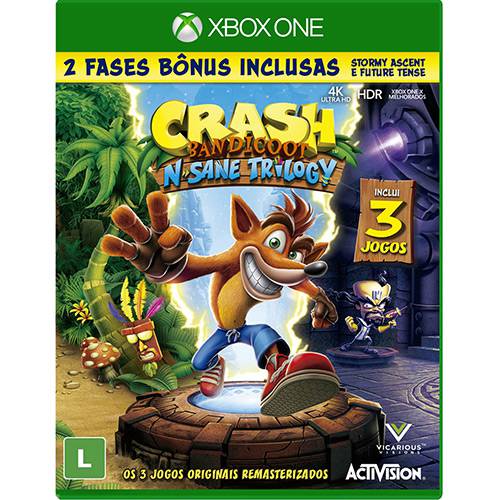 XBOX ONE
2 FASES BÔNUS INCLUSAS
STORMY ASCENT
E FUTURE TENSE
4K
ULTRA HD
HDR
XBOX ONE X
MELHORADOS
CRASH
BANDICOOT
N. SANE TRILOGY
INCLUI
3
JOGOS
L
OS 3 JOGOS ORIGINAIS REMASTERIZADOS
VICARIOUS
VISIONS
ACTIVISION